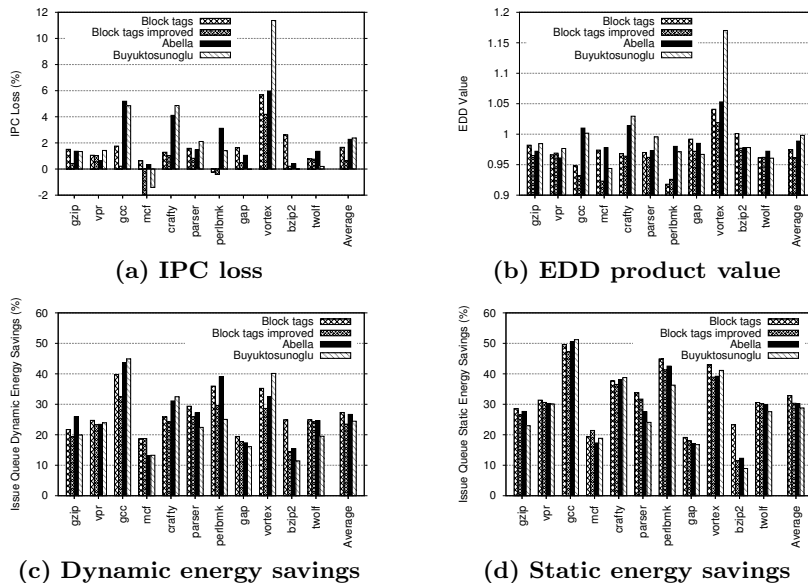 12
10
8
6
4
2
0
-2
IPC Loss (%)
Block tags
Block tags improved
Abella
Buyuktosunoglu
gzip
vpr
gcc
mcf
crafty
parser
perlbmk
gap
vortex
bzip2
twolf
Average
(a) IPC loss
1.2
1.15
1.1
1.05
1
0.95
0.9
EDD Value
Block tags
Block tags improved
Abella
Buyuktosunoglu
gzip
vpr
gcc
mcf
crafty
parser
perlbmk
gap
vortex
bzip2
twolf
Average
(b) EDD product value
60
50
40
30
20
10
0
Issue Queue Dynamic Energy Savings (%)
Block tags
Block tags improved
Abella
Buyuktosunoglu
gzip
vpr
gcc
mcf
crafty
parser
perlbmk
gap
vortex
bzip2
twolf
Average
(c) Dynamic energy savings
60
50
40
30
20
10
0
Issue Queue Static Energy Savings (%)
Block tags
Block tags improved
Abella
Buyuktosunoglu
gzip
vpr
gcc
mcf
crafty
parser
perlbmk
gap
vortex
bzip2
twolf
Average
(d) Static energy savings